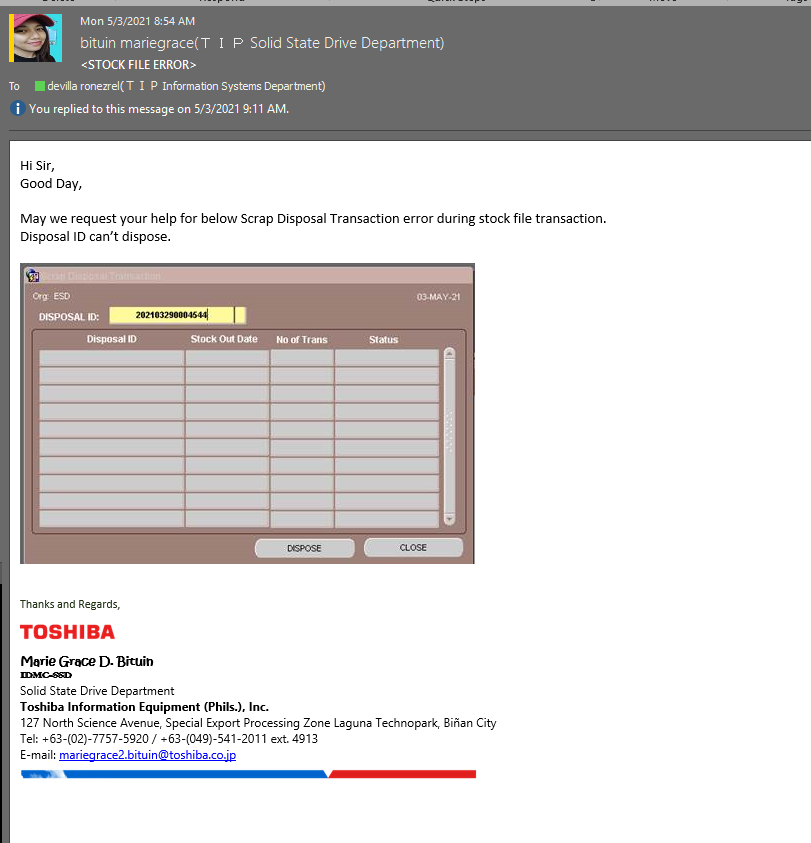 Mon 5/3/2021 8:54 AM
bituin mariegrace(ＴＩＰ Solid State Drive Department)
<STOCK FILE ERROR>
To devilla ronezrel(ＴＩＰ Information Systems Department)
You replied to this message on 5/3/2021 9:11 AM.
Hi Sir,
Good Day,
May we request your help for below Scrap Disposal Transaction error during stock file transaction.
Disposal ID can’t dispose.
Scrap Disposal Transaction
Org: ESD 03-MAY-21
DISPOSAL ID: 202103290004544
Disposal ID Stock Out Date No of Trans Status
DISPOSE CLOSE
Thanks and Regards,
TOSHIBA
Marie Grace D. Bituin
IDMC-SSD
Solid State Drive Department
Toshiba Information Equipment (Phils.), Inc.
127 North Science Avenue, Special Export Processing Zone Laguna Technopark, Biñan City
Tel: +63-(02)-7757-5920 / +63-(049)-541-2011 ext. 4913
E-mail: mariegrace2.bituin@toshiba.co.jp